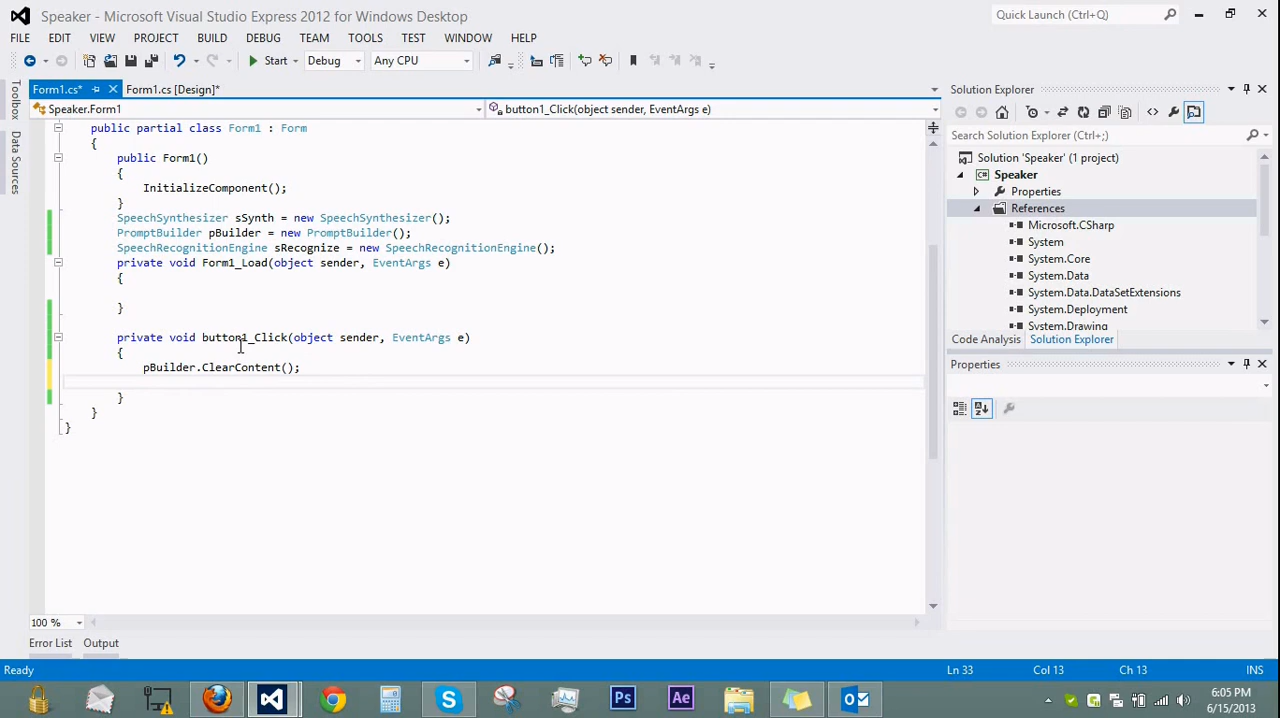 Speaker - Microsoft Visual Studio Express 2012 for Windows Desktop
Quick Launch (Ctrl+Q)
FILE EDIT VIEW PROJECT BUILD DEBUG TEAM TOOLS TEST WINDOW HELP
Start Debug Any CPU
Toolbox
Data Sources
Form1.cs* Form1.cs [Design]*
Speaker.Form1 button1_Click(object sender, EventArgs e)
public partial class Form1 : Form
{
public Form1()
{
InitializeComponent();
}
SpeechSynthesizer sSynth = new SpeechSynthesizer();
PromptBuilder pBuilder = new PromptBuilder();
SpeechRecognitionEngine sRecognize = new SpeechRecognitionEngine();
private void Form1_Load(object sender, EventArgs e)
{
}
private void button1_Click(object sender, EventArgs e)
{
pBuilder.ClearContent();
}
}
}
100 %
Error List Output
Solution Explorer
Search Solution Explorer (Ctrl+;)
Solution 'Speaker' (1 project)
Speaker
Properties
References
Microsoft.CSharp
System
System.Core
System.Data
System.Data.DataSetExtensions
System.Deployment
System.Drawing
Code Analysis Solution Explorer
Properties
Ready Ln 33 Col 13 Ch 13 INS
Ps Ae
6:05 PM
6/15/2013